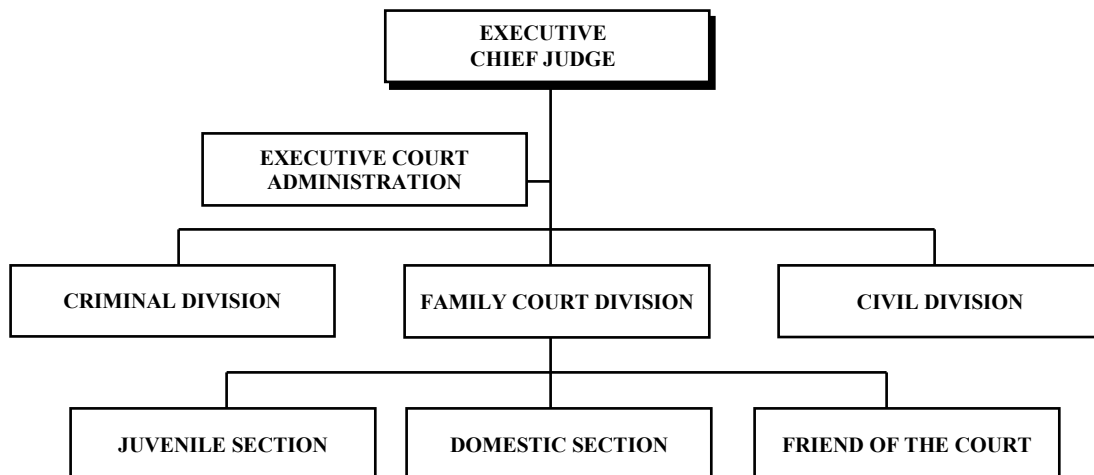 EXECUTIVE
CHIEF JUDGE
EXECUTIVE COURT
ADMINISTRATION
CRIMINAL DIVISION
FAMILY COURT DIVISION
CIVIL DIVISION
JUVENILE SECTION
DOMESTIC SECTION
FRIEND OF THE COURT